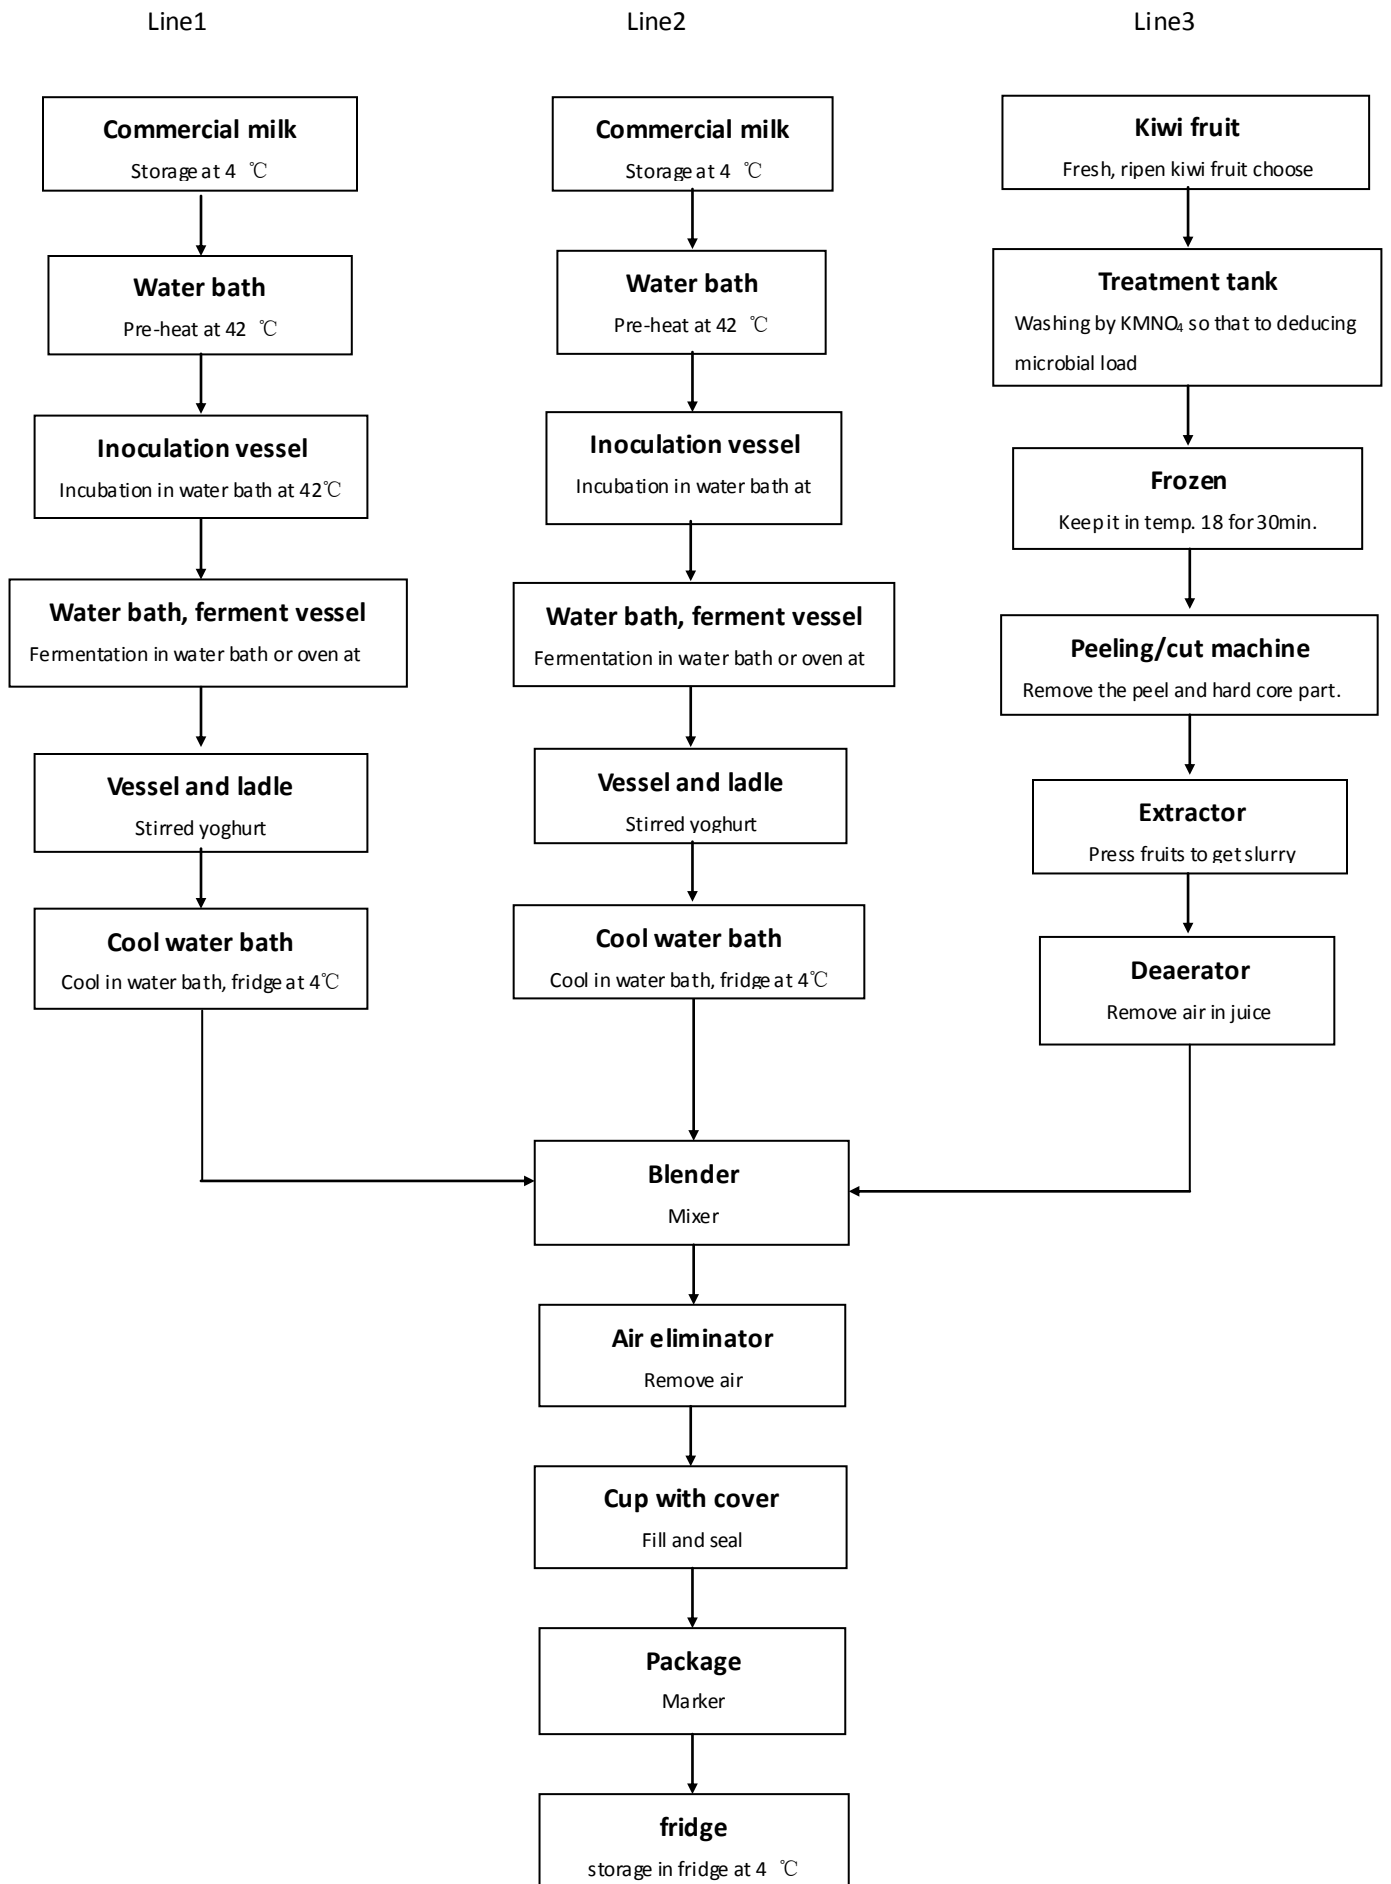 Line1
Line2
Line3
Commercial milk
Storage at 4 ℃
Water bath
Pre-heat at 42 ℃
Inoculation vessel
Incubation in water bath at 42℃
Water bath, ferment vessel
Fermentation in water bath or oven at
Vessel and ladle
Stirred yoghurt
Cool water bath
Cool in water bath, fridge at 4℃
Commercial milk
Storage at 4 ℃
Water bath
Pre-heat at 42 ℃
Inoculation vessel
Incubation in water bath at
Water bath, ferment vessel
Fermentation in water bath or oven at
Vessel and ladle
Stirred yoghurt
Cool water bath
Cool in water bath, fridge at 4℃
Kiwi fruit
Fresh, ripen kiwi fruit choose
Treatment tank
Washing by KMNO₄ so that to deducing
microbial load
Frozen
Keep it in temp. 18 for 30min.
Peeling/cut machine
Remove the peel and hard core part.
Extractor
Press fruits to get slurry
Deaerator
Remove air in juice
Blender
Mixer
Air eliminator
Remove air
Cup with cover
Fill and seal
Package
Marker
fridge
storage in fridge at 4 ℃